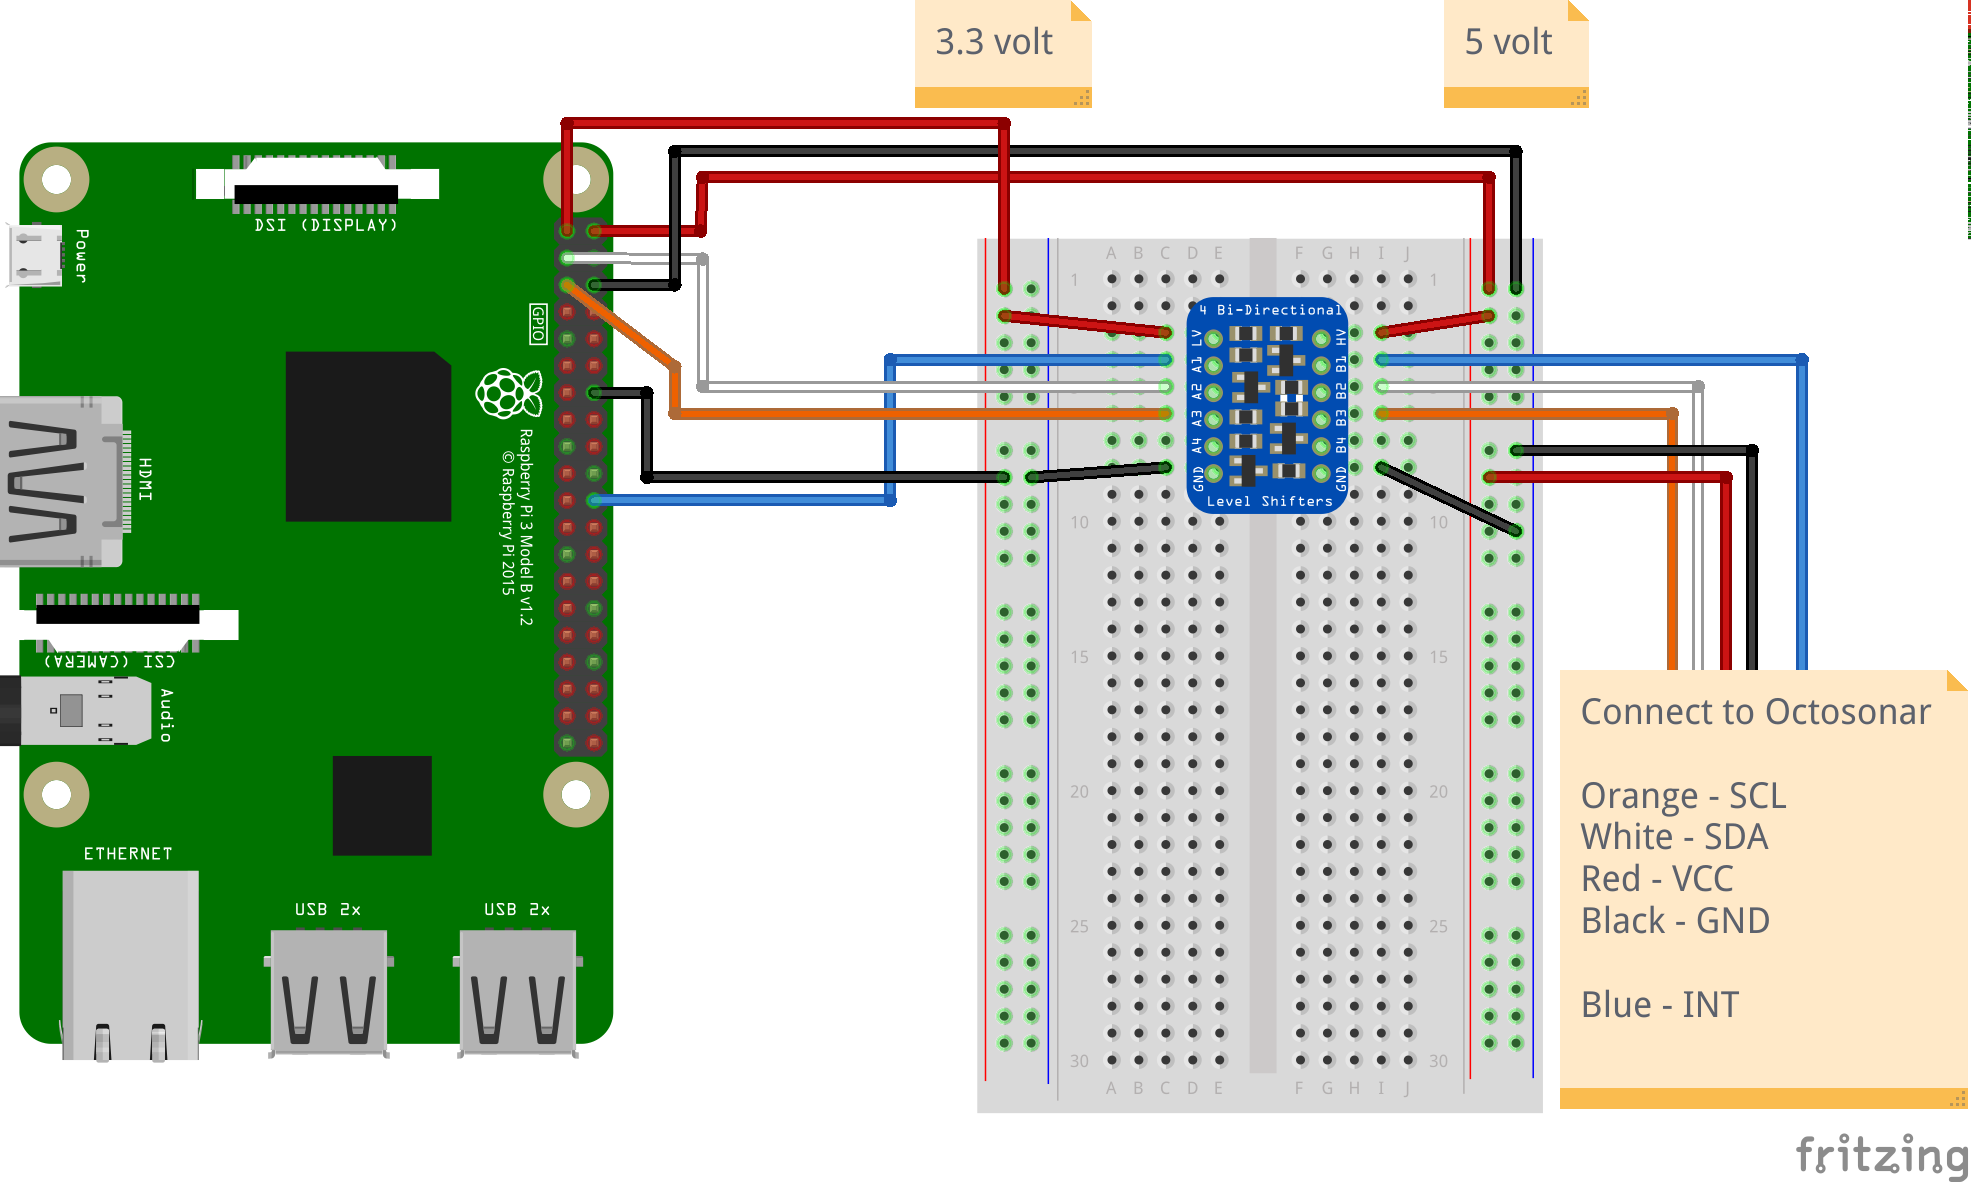 3.3 volt
5 volt
DSI (DISPLAY)
Power
GPIO
HDMI
Raspberry Pi 3 Model B v1.2
© Raspberry Pi 2015
CSI (CAMERA)
Audio
ETHERNET
USB 2x
USB 2x
A B C D E
F G H I J
1
1
4 Bi-Directional
LV
HV
A1
B1
A2
B2
A3
B3
A4
B4
GND
GND
Level Shifters
10
10
15
15
20
20
25
25
30
30
A B C D E
F G H I J
Connect to Octosonar
Orange - SCL
White - SDA
Red - VCC
Black - GND
Blue - INT
fritzing